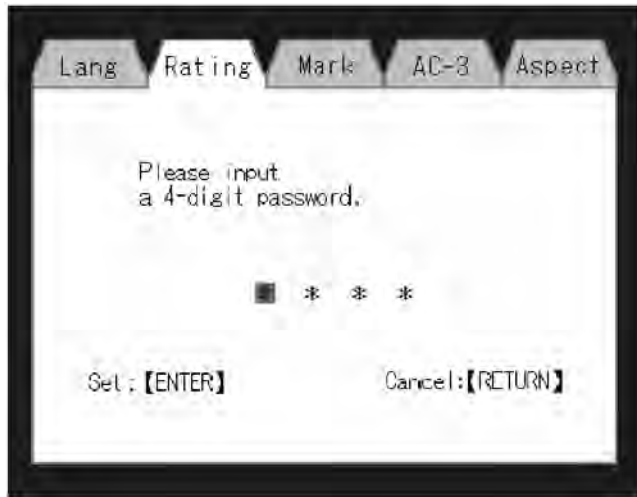 Lang Rating Mark AC-3 Aspect
Please input
a 4-digit password.
* * *
Set:【ENTER】 Cancel:【RETURN】